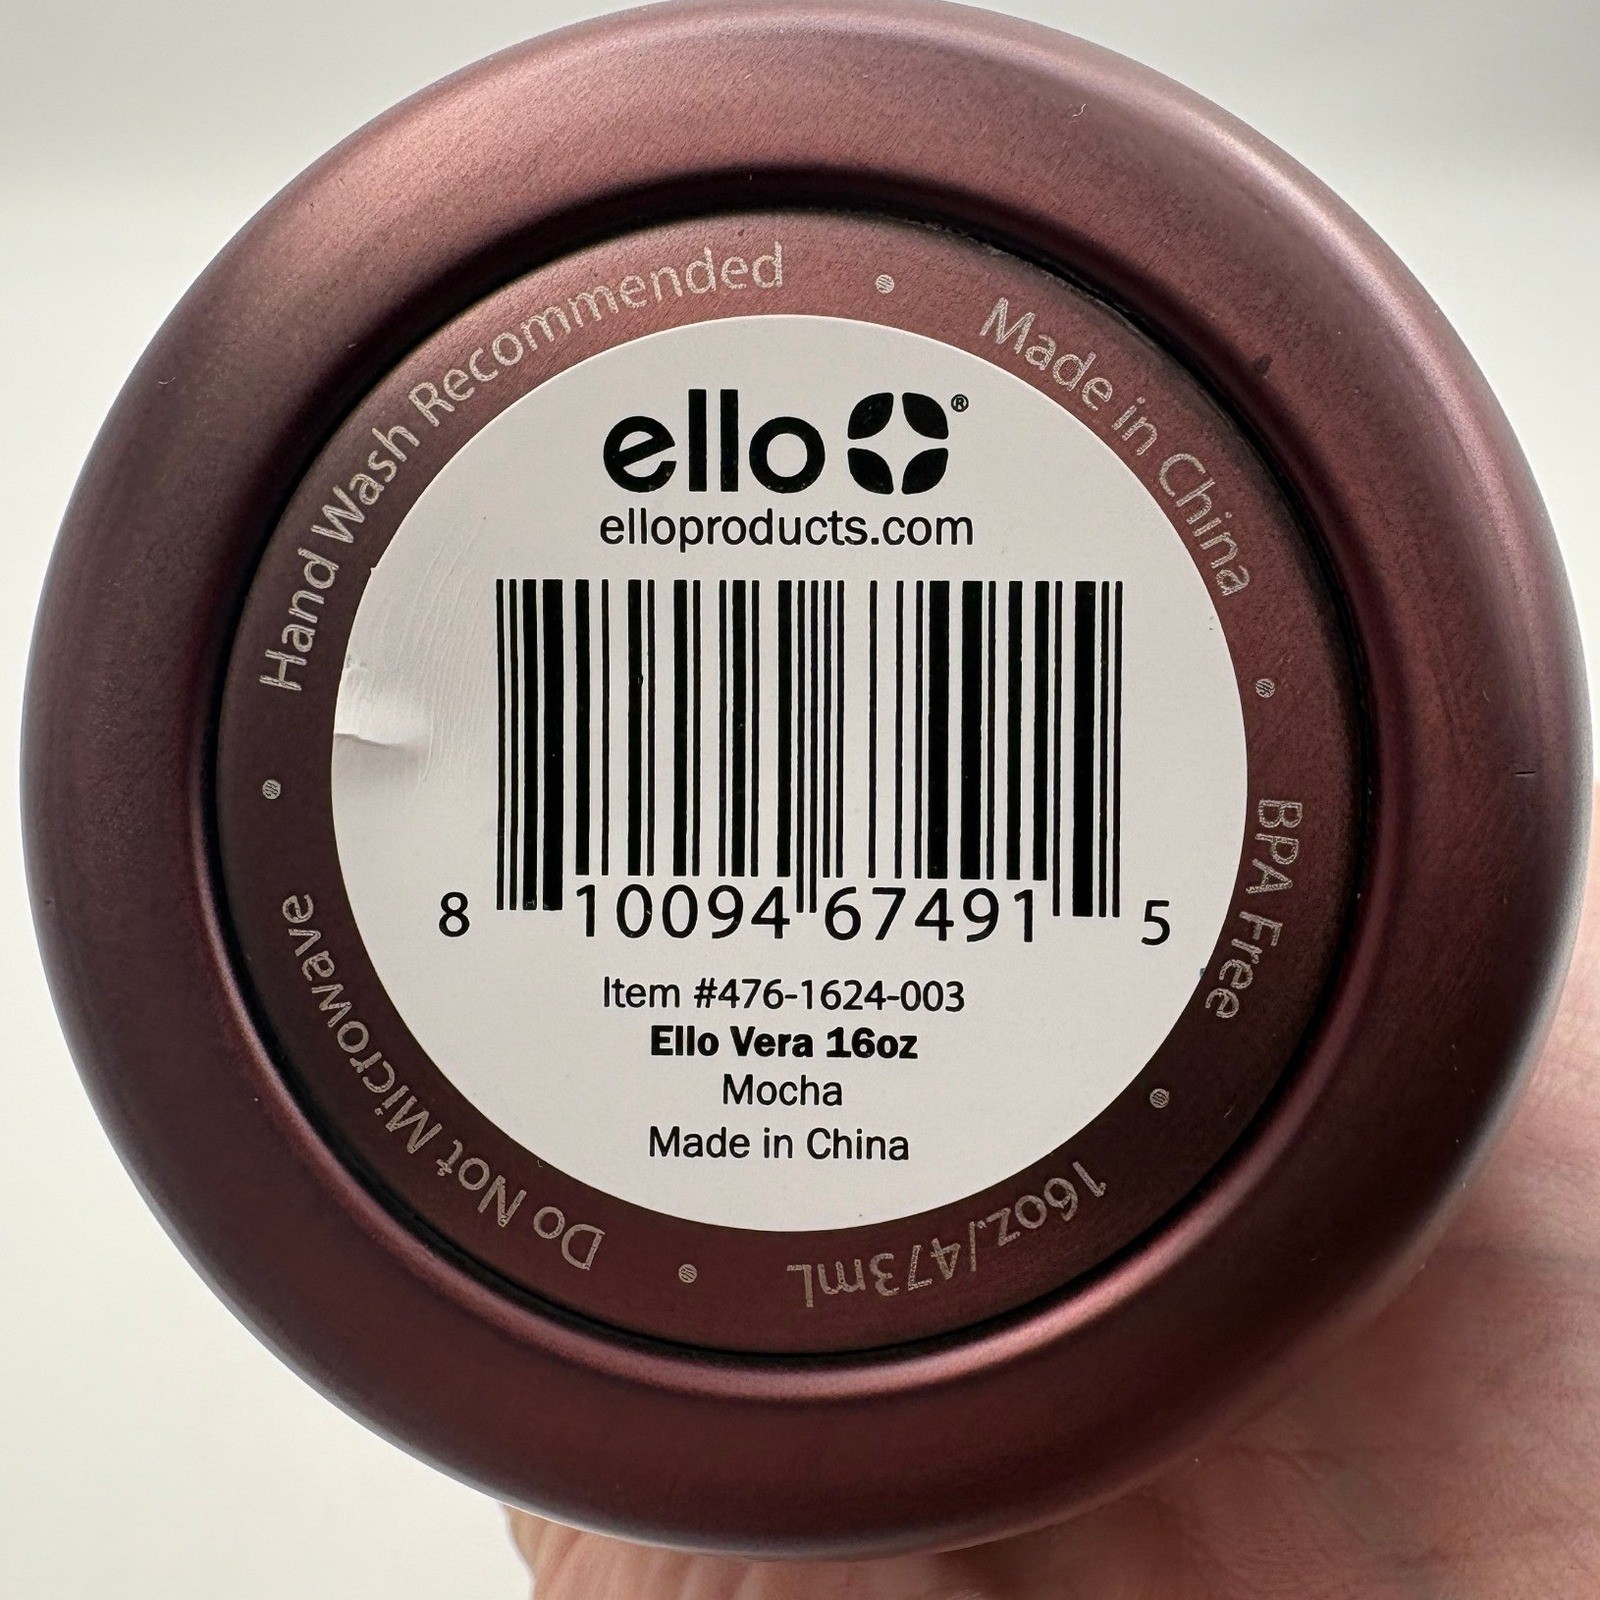 Hand Wash Recommended • Made in China • BPA Free • 16oz./473mL • Do Not Microwave •
ello®
elloproducts.com
8 10094 67491 5
Item #476-1624-003
Ello Vera 16oz
Mocha
Made in China